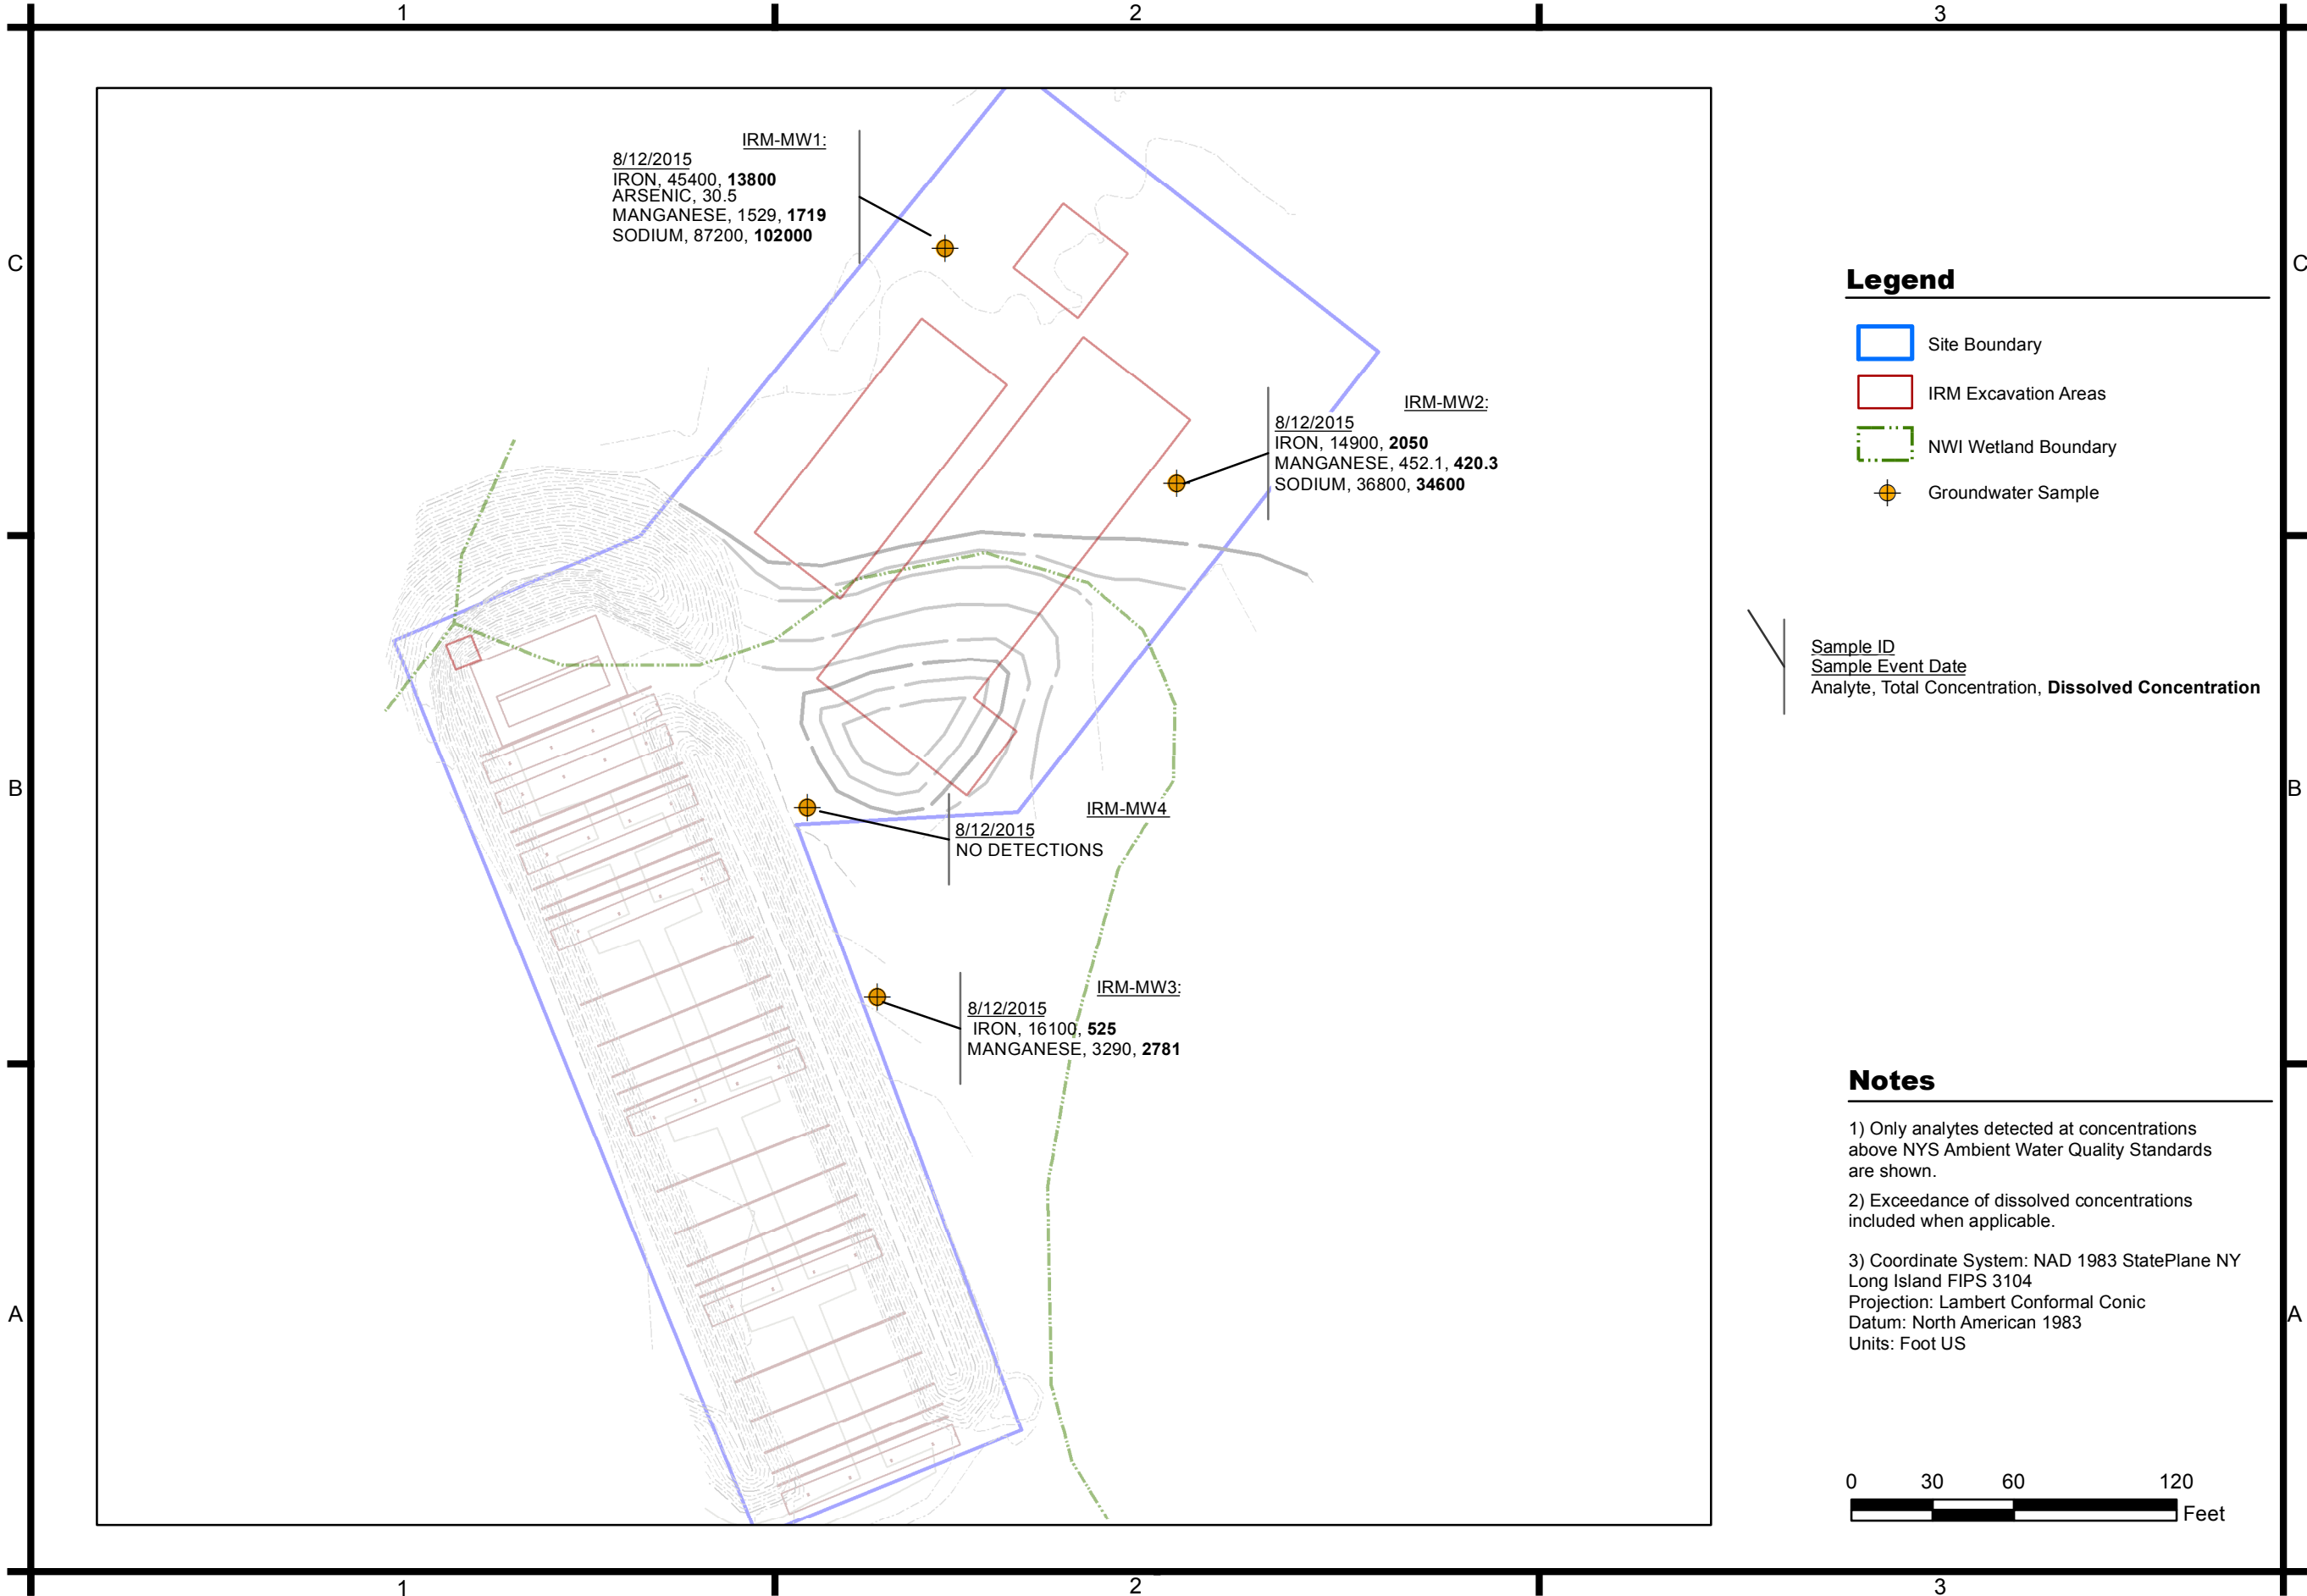 1 2 3
IRM-MW1:
8/12/2015
IRON, 45400, 13800
ARSENIC, 30.5
MANGANESE, 1529, 1719
SODIUM, 87200, 102000
C C
Legend
Site Boundary
IRM Excavation Areas
NWI Wetland Boundary
Groundwater Sample
IRM-MW2:
8/12/2015
IRON, 14900, 2050
MANGANESE, 452.1, 420.3
SODIUM, 36800, 34600
Sample ID
Sample Event Date
Analyte, Total Concentration, Dissolved Concentration
B B
IRM-MW4
8/12/2015
NO DETECTIONS
IRM-MW3:
8/12/2015
IRON, 16100, 525
MANGANESE, 3290, 2781
Notes
1) Only analytes detected at concentrations
above NYS Ambient Water Quality Standards
are shown.
2) Exceedance of dissolved concentrations
included when applicable.
3) Coordinate System: NAD 1983 StatePlane NY
Long Island FIPS 3104
Projection: Lambert Conformal Conic
Datum: North American 1983
Units: Foot US
A A
0 30 60 120
Feet
1 2 3